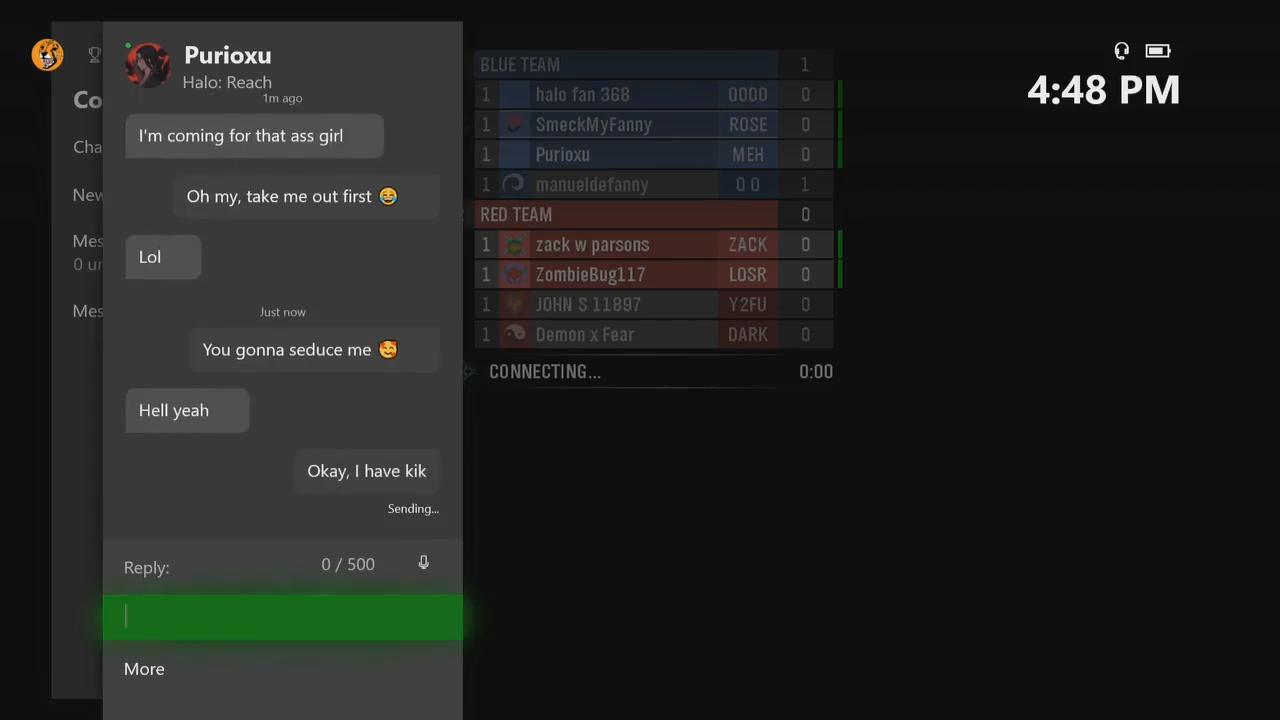 Purioxu
Halo: Reach
1m ago
I'm coming for that ass girl
Oh my, take me out first 😂
Lol
Just now
You gonna seduce me 🥰
Hell yeah
Okay, I have kik
Sending...
Reply:
0 / 500
More
Co
Cha
New
Mes
0 un
Mes
BLUE TEAM 1
1 halo fan 368 0000 0
1 SmeckMyFanny ROSE 0
1 Purioxu MEH 0
1 manueldefanny 0 0 1
RED TEAM 0
1 zack w parsons ZACK 0
1 ZombieBug117 LOSR 0
1 JOHN S 11897 Y2FU 0
1 Demon x Fear DARK 0
CONNECTING... 0:00
4:48 PM